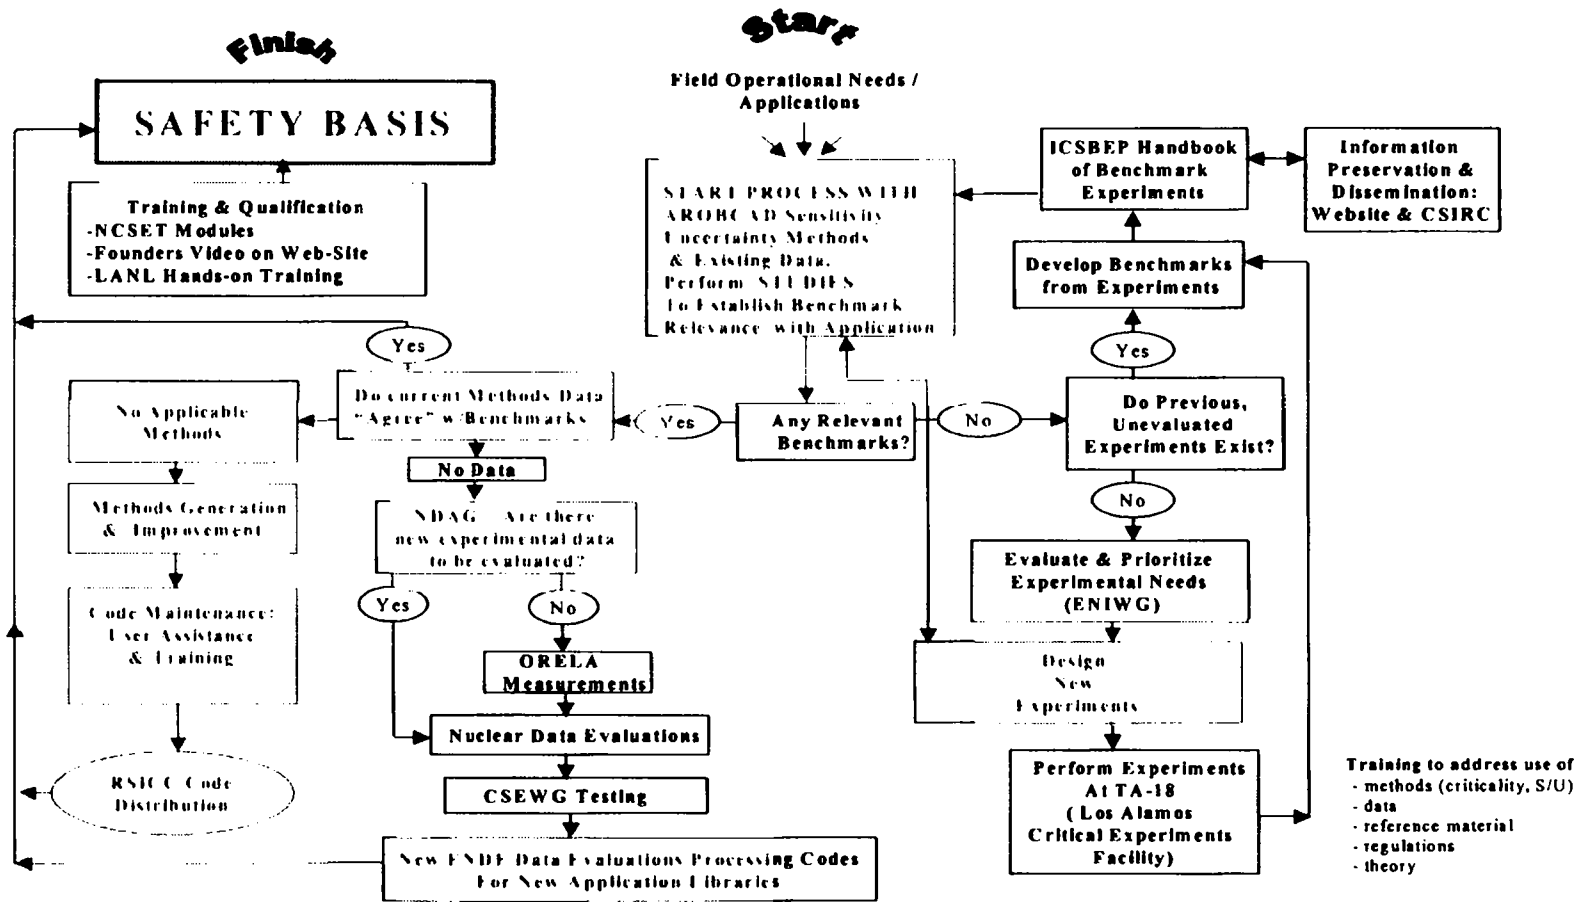 Finish
SAFETY BASIS
Training & Qualification
-NCSET Modules
-Founders Video on Web-Site
-LANL Hands-on Training
Start
Field Operational Needs /
Applications
START PROCESS WITH
AROBCAD Sensitivity
Uncertainty Methods
& Existing Data.
Perform STUDIES
To Establish Benchmark
Relevance with Application
ICSBEP Handbook
of Benchmark
Experiments
Information
Preservation &
Dissemination:
Website & CSIRC
Develop Benchmarks
from Experiments
Yes
Yes
No Applicable
Methods
Do current Methods Data
"Agree" w/Benchmarks
Yes
Any Relevant
Benchmarks?
No
Do Previous,
Unevaluated
Experiments Exist?
No Data
No
Methods Generation
& Improvement
NDAG Are there
new experimental data
to be evaluated?
Evaluate & Prioritize
Experimental Needs
(ENIWG)
Yes
No
Code Maintenance:
User Assistance
& Training
ORELA
Measurements
Design
New
Experiments
Nuclear Data Evaluations
RSICC Code
Distribution
CSEWG Testing
Perform Experiments
At TA-18
( Los Alamos
Critical Experiments
Facility)
New ENDF Data Evaluations Processing Codes
For New Application Libraries
Training to address use of
- methods (criticality, S/U)
- data
- reference material
- regulations
- theory